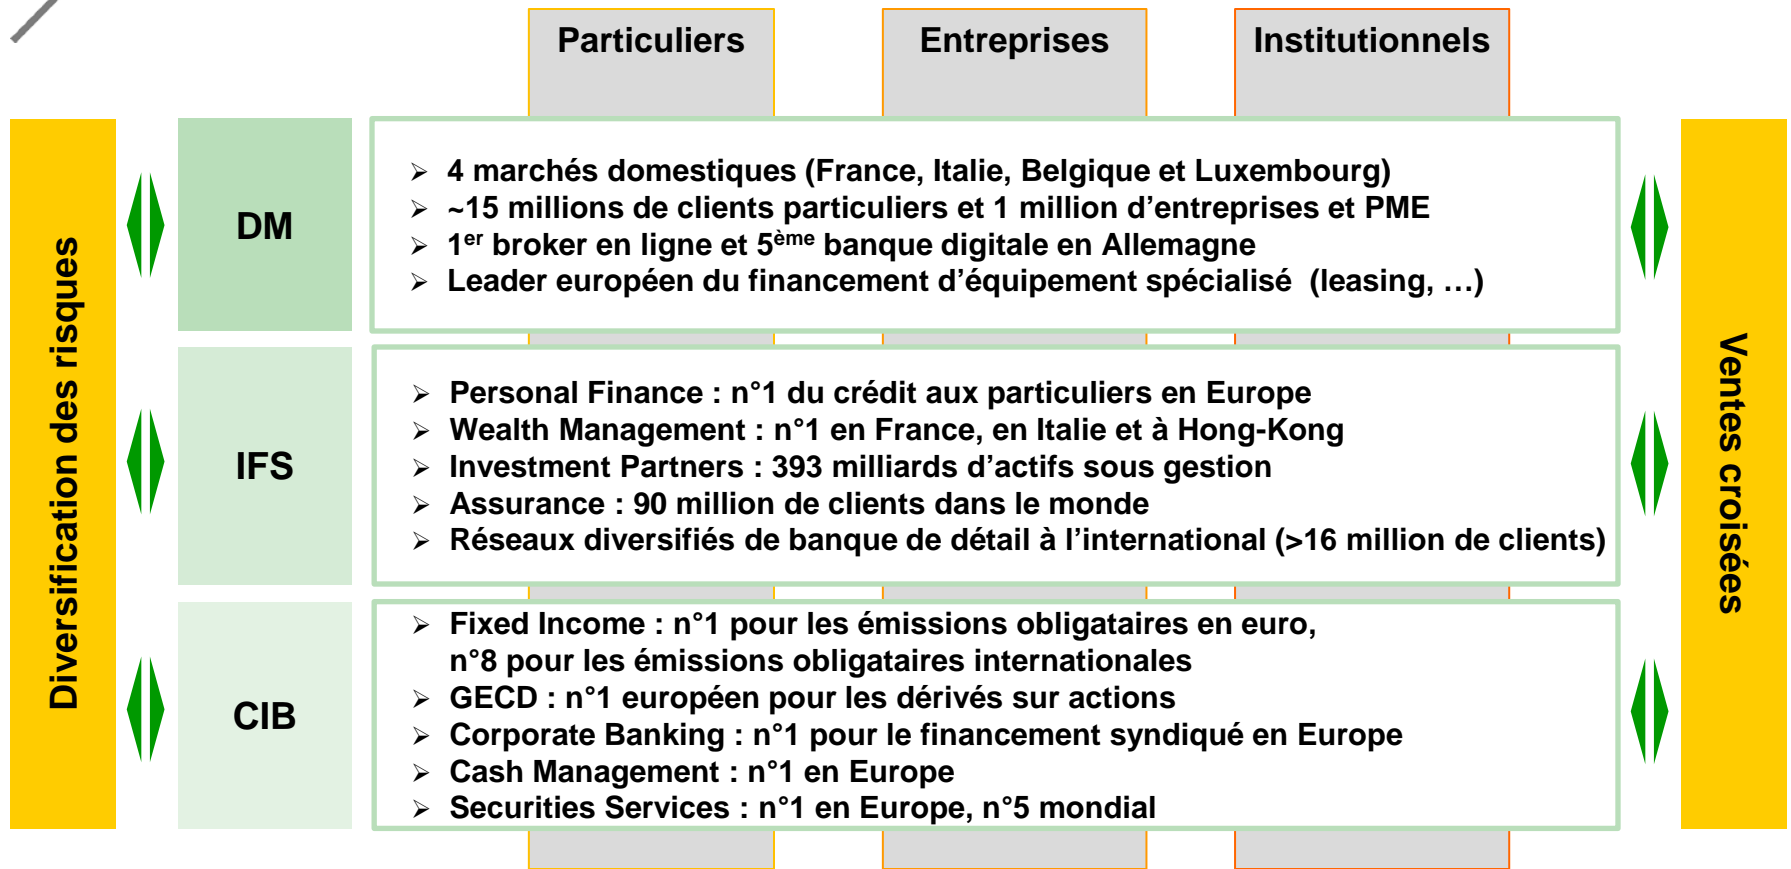 Particuliers
Entreprises
Institutionnels
Diversification des risques
DM
➢ 4 marchés domestiques (France, Italie, Belgique et Luxembourg)
➢ ~15 millions de clients particuliers et 1 million d’entreprises et PME
➢ 1er broker en ligne et 5ème banque digitale en Allemagne
➢ Leader européen du financement d’équipement spécialisé (leasing, …)
IFS
➢ Personal Finance : n°1 du crédit aux particuliers en Europe
➢ Wealth Management : n°1 en France, en Italie et à Hong-Kong
➢ Investment Partners : 393 milliards d’actifs sous gestion
➢ Assurance : 90 million de clients dans le monde
➢ Réseaux diversifiés de banque de détail à l’international (>16 million de clients)
CIB
➢ Fixed Income : n°1 pour les émissions obligataires en euro,
n°8 pour les émissions obligataires internationales
➢ GECD : n°1 européen pour les dérivés sur actions
➢ Corporate Banking : n°1 pour le financement syndiqué en Europe
➢ Cash Management : n°1 en Europe
➢ Securities Services : n°1 en Europe, n°5 mondial
Ventes croisées